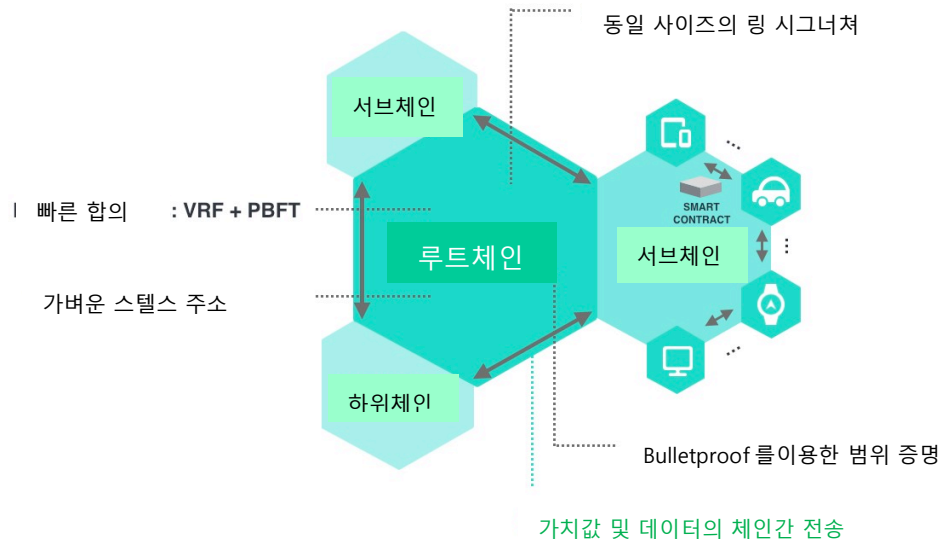 동일 사이즈의 링 시그너쳐
서브체인
빠른 합의 : VRF + PBFT
SMART
CONTRACT
루트체인
서브체인
가벼운 스텔스 주소
하위체인
Bulletproof 를이용한 범위 증명
가치값 및 데이터의 체인간 전송